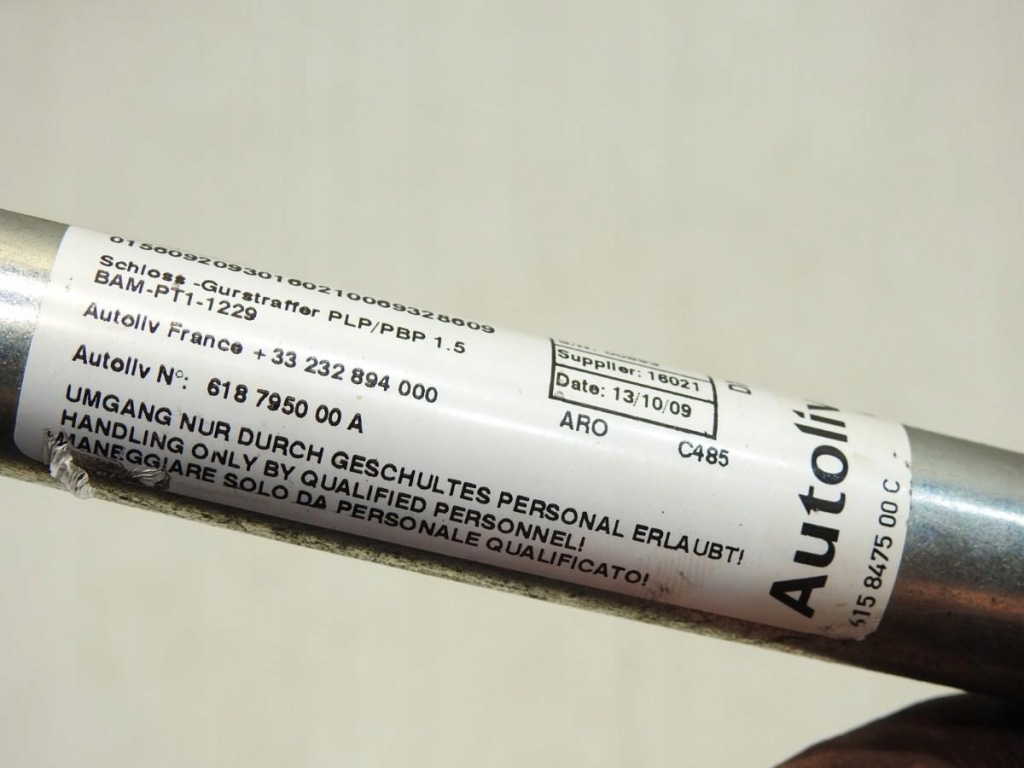 01560920930160210069328609
Schloss -Gurstraffer PLP/PBP 1.5
BAM-PT1-1229
Autoliv France +33 232 894 000
Autoliv N°: 618 7950 00 A
Supplier: 16021
Date: 13/10/09
ARO C485
UMGANG NUR DURCH GESCHULTES PERSONAL ERLAUBT!
HANDLING ONLY BY QUALIFIED PERSONNEL!
MANEGGIARE SOLO DA PERSONALE QUALIFICATO!
Autoliv
615 8475 00 C